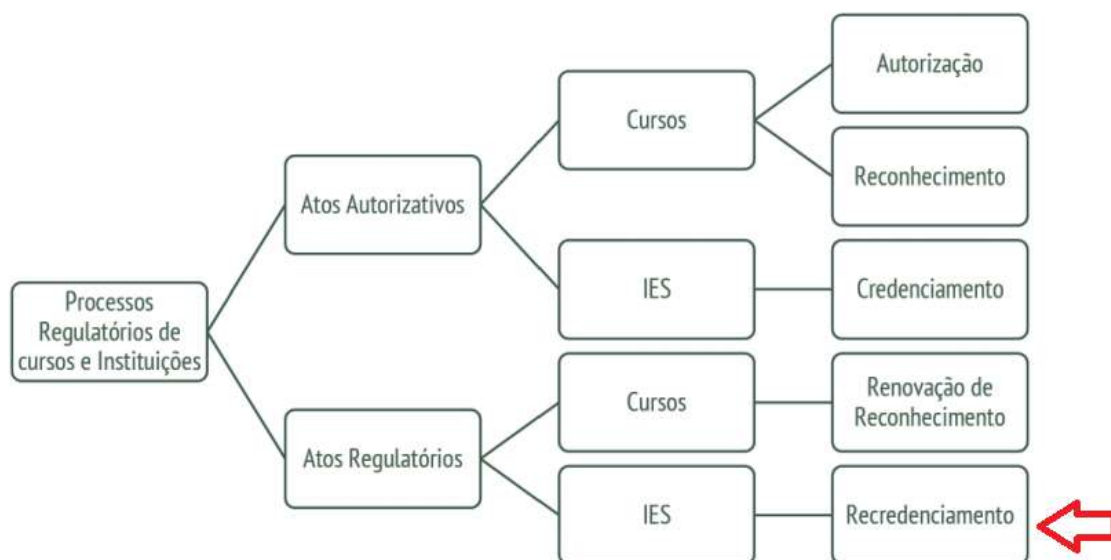 Processos
Regulatórios de
cursos e Instituições
Atos Autorizativos
Cursos
Autorização
Reconhecimento
IES
Credenciamento
Atos Regulatórios
Cursos
Renovação de
Reconhecimento
IES
Recredenciamento